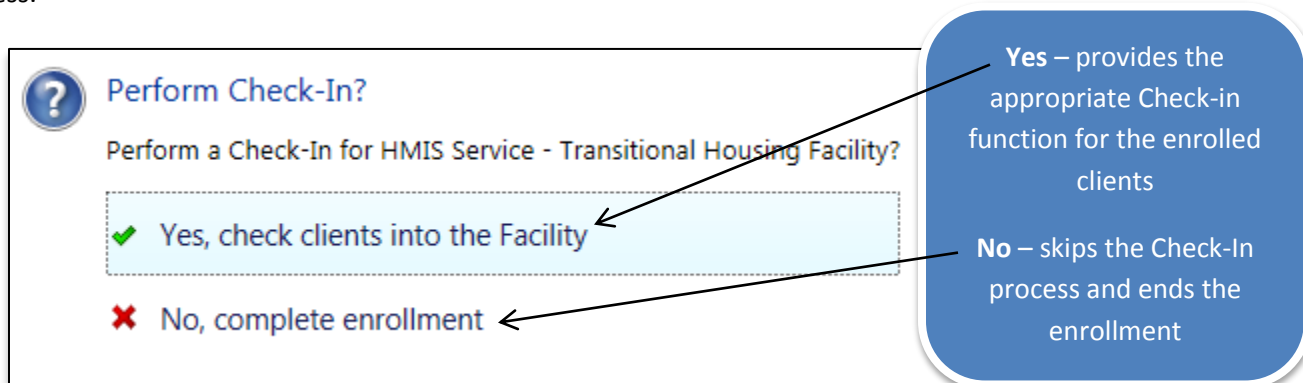 ?
Perform Check-In?
Perform a Check-In for HMIS Service - Transitional Housing Facility?
Yes, check clients into the Facility
No, complete enrollment
Yes – provides the
appropriate Check-in
function for the enrolled
clients
No – skips the Check-In
process and ends the
enrollment